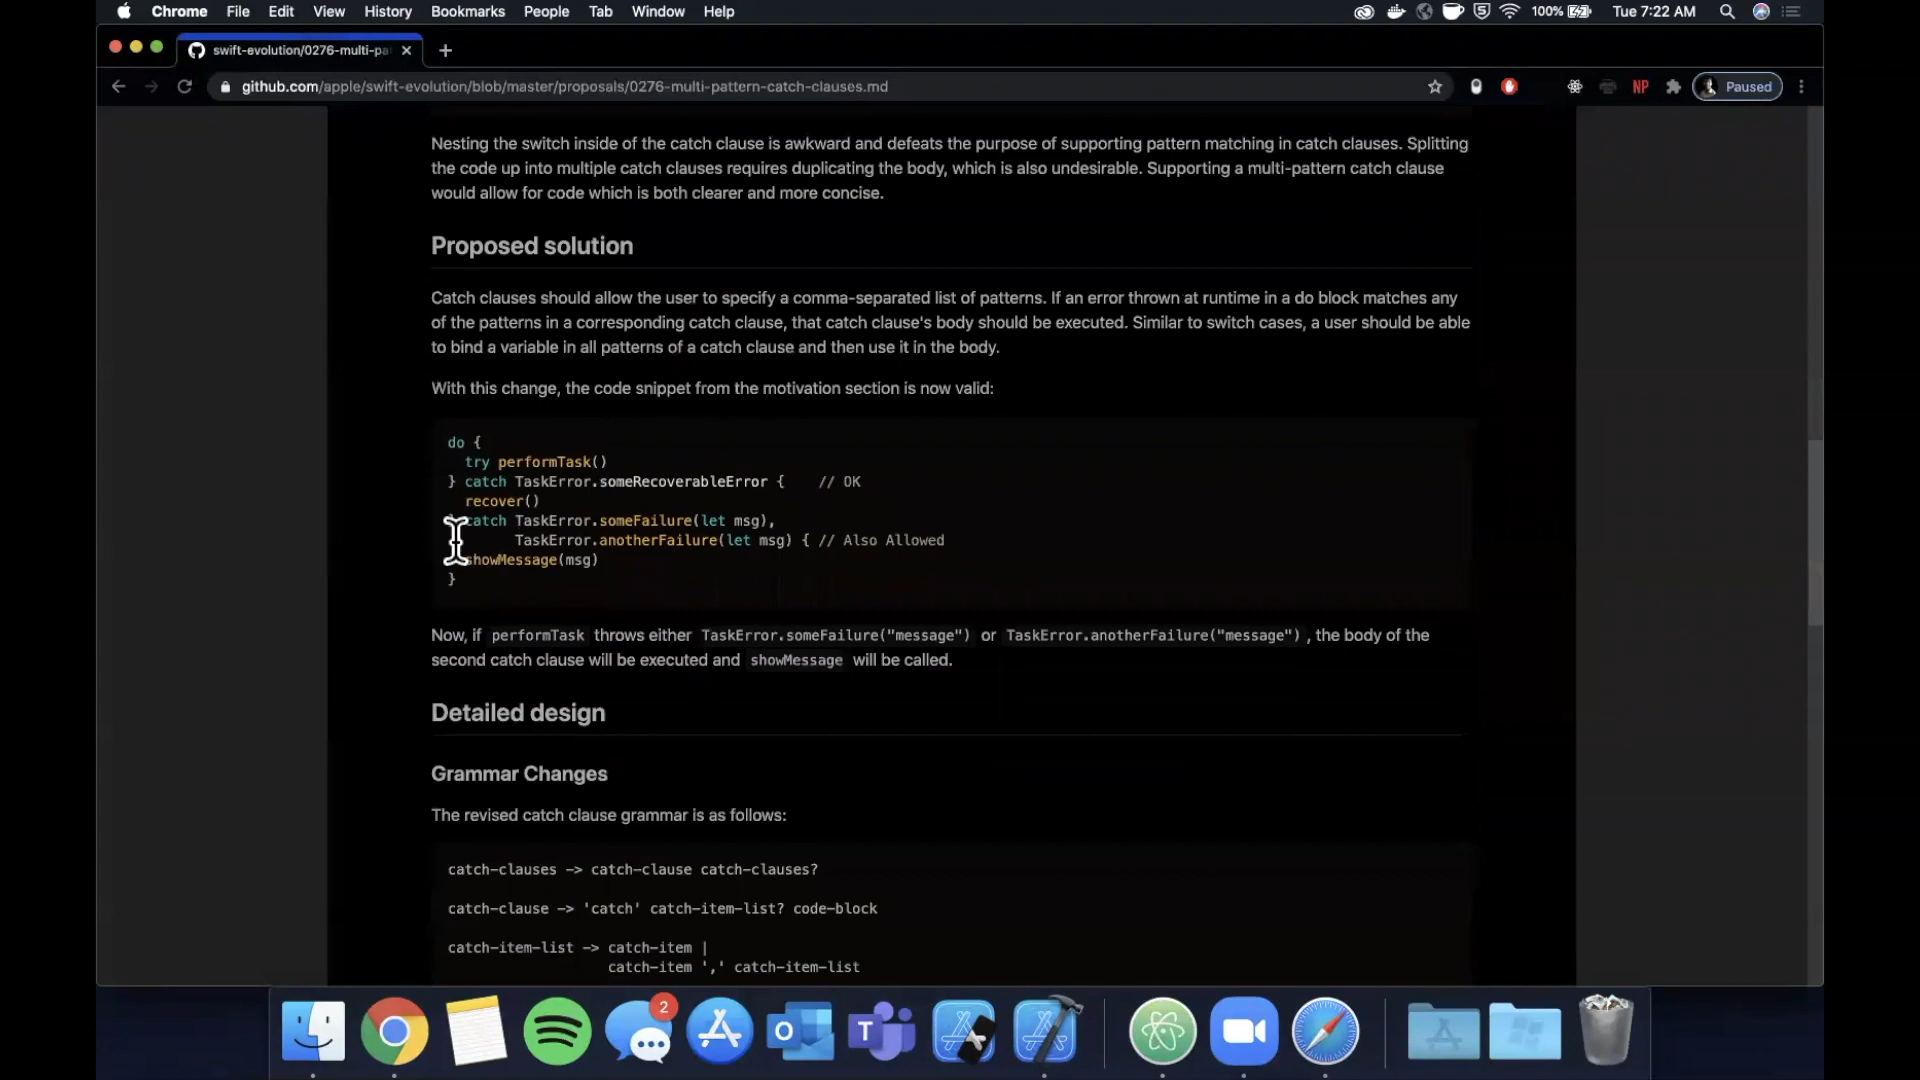 Chrome File Edit View History Bookmarks People Tab Window Help 100% Tue 7:22 AM
swift-evolution/0276-multi-pa
github.com/apple/swift-evolution/blob/master/proposals/0276-multi-pattern-catch-clauses.md NP Paused
Nesting the switch inside of the catch clause is awkward and defeats the purpose of supporting pattern matching in catch clauses. Splitting
the code up into multiple catch clauses requires duplicating the body, which is also undesirable. Supporting a multi-pattern catch clause
would allow for code which is both clearer and more concise.
Proposed solution
Catch clauses should allow the user to specify a comma-separated list of patterns. If an error thrown at runtime in a do block matches any
of the patterns in a corresponding catch clause, that catch clause's body should be executed. Similar to switch cases, a user should be able
to bind a variable in all patterns of a catch clause and then use it in the body.
With this change, the code snippet from the motivation section is now valid:
do {
try performTask()
} catch TaskError.someRecoverableError { // OK
recover()
} catch TaskError.someFailure(let msg),
TaskError.anotherFailure(let msg) { // Also Allowed
showMessage(msg)
}
Now, if performTask throws either TaskError.someFailure("message") or TaskError.anotherFailure("message") , the body of the
second catch clause will be executed and showMessage will be called.
Detailed design
Grammar Changes
The revised catch clause grammar is as follows:
catch-clauses -> catch-clause catch-clauses?
catch-clause -> 'catch' catch-item-list? code-block
catch-item-list -> catch-item |
catch-item ',' catch-item-list
2